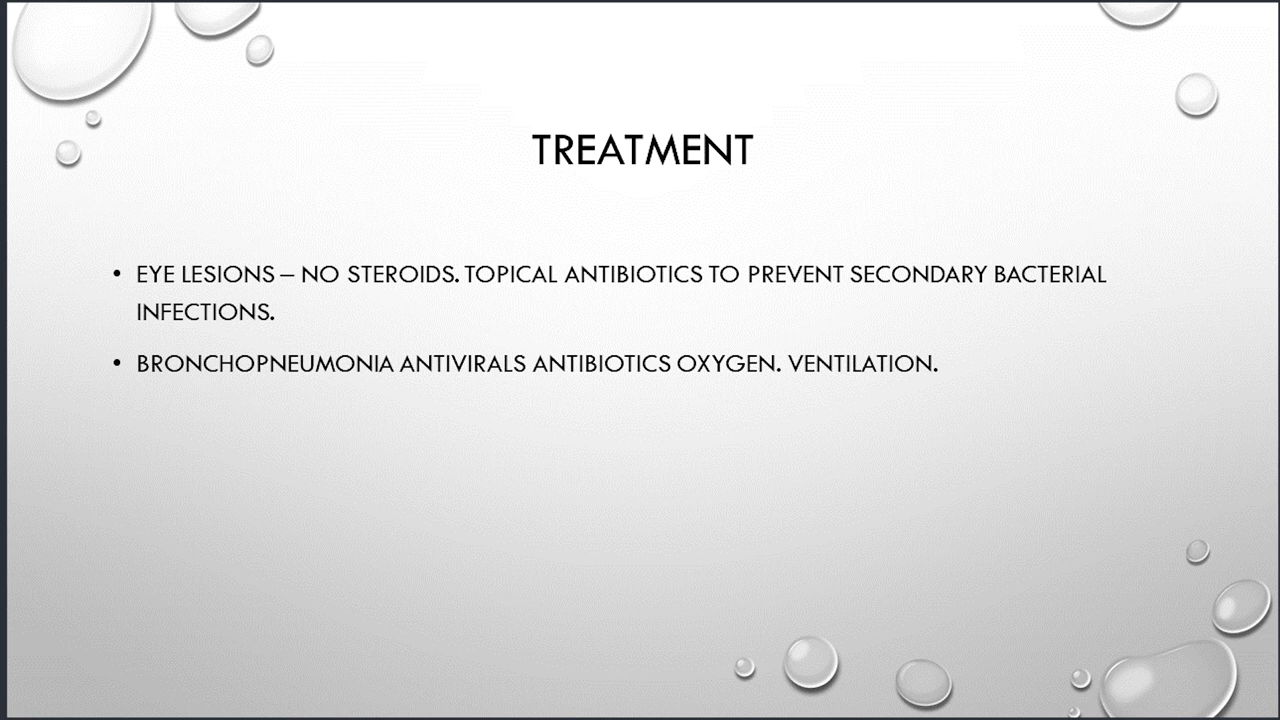 TREATMENT
• EYE LESIONS – NO STEROIDS. TOPICAL ANTIBIOTICS TO PREVENT SECONDARY BACTERIAL
INFECTIONS.
• BRONCHOPNEUMONIA ANTIVIRALS ANTIBIOTICS OXYGEN. VENTILATION.